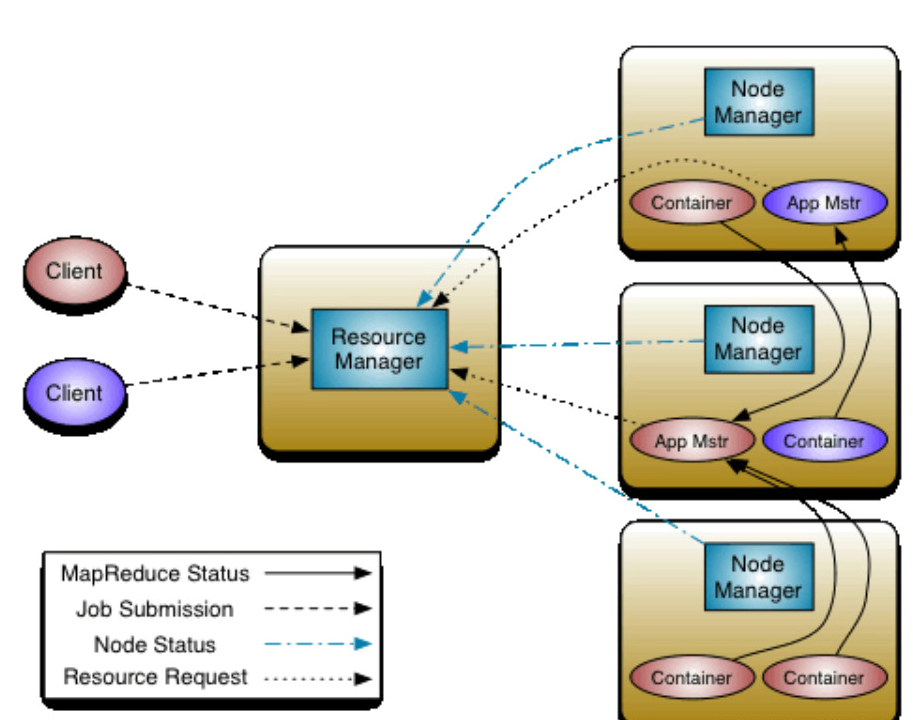 Node
Manager
Container
App Mstr
Client
Resource
Manager
Client
Node
Manager
App Mstr
Container
MapReduce Status
Job Submission
Node Status
Resource Request
Node
Manager
Container
Container